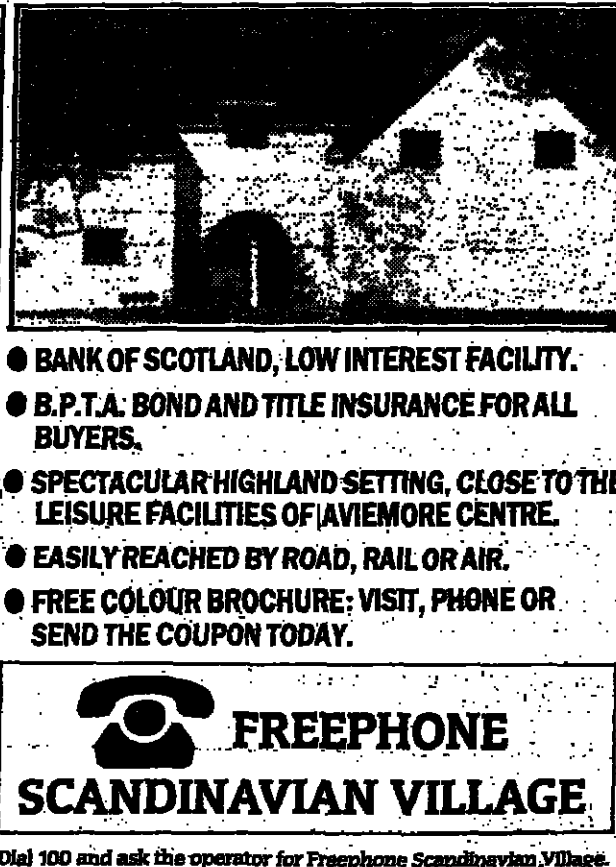 ● BANK OF SCOTLAND, LOW INTEREST FACILITY.
● B.P.T.A. BOND AND TITLE INSURANCE FOR ALL
BUYERS.
● SPECTACULAR HIGHLAND SETTING, CLOSE TO THE
LEISURE FACILITIES OF AVIEMORE CENTRE.
● EASILY REACHED BY ROAD, RAIL OR AIR.
● FREE COLOUR BROCHURE: VISIT, PHONE OR
SEND THE COUPON TODAY.
FREEPHONE
SCANDINAVIAN VILLAGE
Dial 100 and ask the operator for Freephone Scandinavian Village.